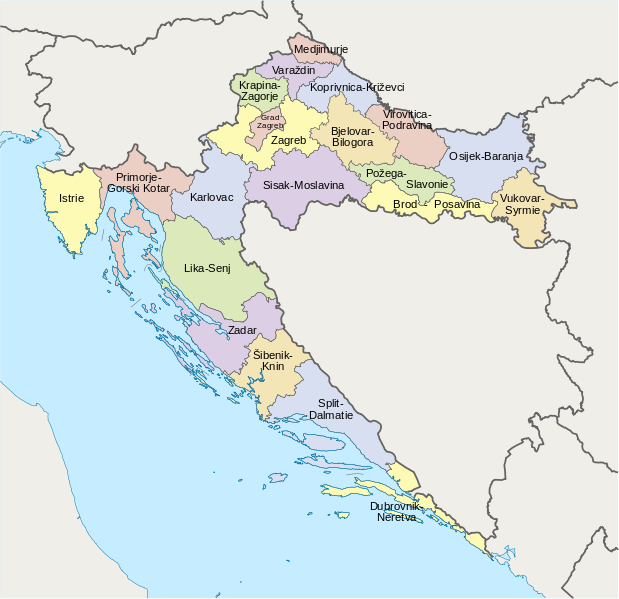 Medjimurje
Varaždin
Krapina-
Zagorje
Koprivnica-Križevci
Grad
Zagreb
Virovitica-
Podravina
Bjelovar-
Bilogora
Zagreb
Osijek-Baranja
Primorje-
Gorski Kotar
Istrie
Karlovac
Sisak-Moslavina
Požega-
Slavonie
Brod
Posavina
Vukovar-
Syrmie
Lika-Senj
Zadar
Šibenik-
Knin
Split-
Dalmatie
Dubrovnik-
Neretva